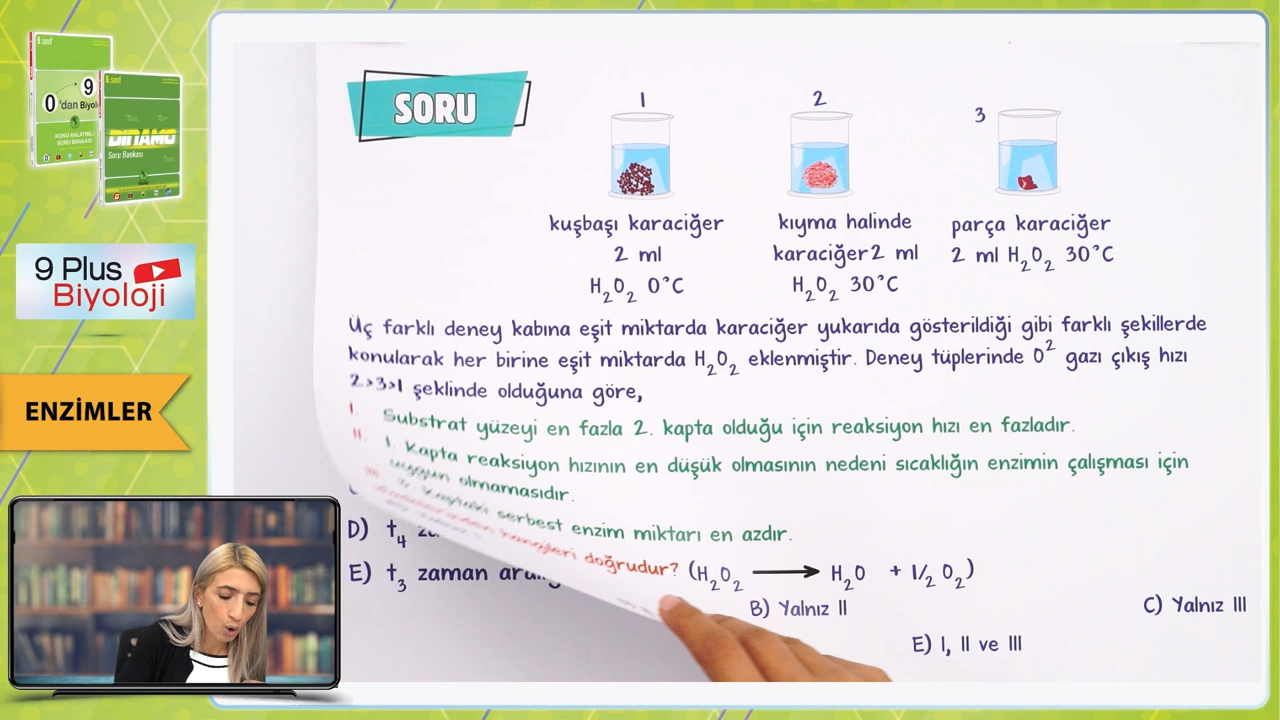 9.sınıf
9
0 'dan Biyol
KONU ANLATIMLI
SORU BANKASI
9.sınıf
DİNAMO
Soru Bankası
9 Plus
Biyoloji
ENZİMLER
SORU
1
2
3
kuşbaşı karaciğer
2 ml
H₂O₂ 0°C
kıyma halinde
karaciğer 2 ml
H₂O₂ 30°C
parça karaciğer
2 ml H₂O₂ 30°C
Üç farklı deney kabına eşit miktarda karaciğer yukarıda gösterildiği gibi farklı şekillerde
konularak her birine eşit miktarda H₂O₂ eklenmiştir. Deney tüplerinde O² gazı çıkış hızı
2>3>1 şeklinde olduğuna göre,
I. Substrat yüzeyi en fazla 2. kapta olduğu için reaksiyon hızı en fazladır.
II. 1. Kapta reaksiyon hızının en düşük olmasının nedeni sıcaklığın enzimin çalışması için
uygun olmamasıdır.
serbest enzim miktarı en azdır.
doğrudur? (H₂O₂ → H₂O + 1/2 O₂)
D) t₄
E) t₃ zaman
B) Yalnız II
C) Yalnız III
E) I, II ve III